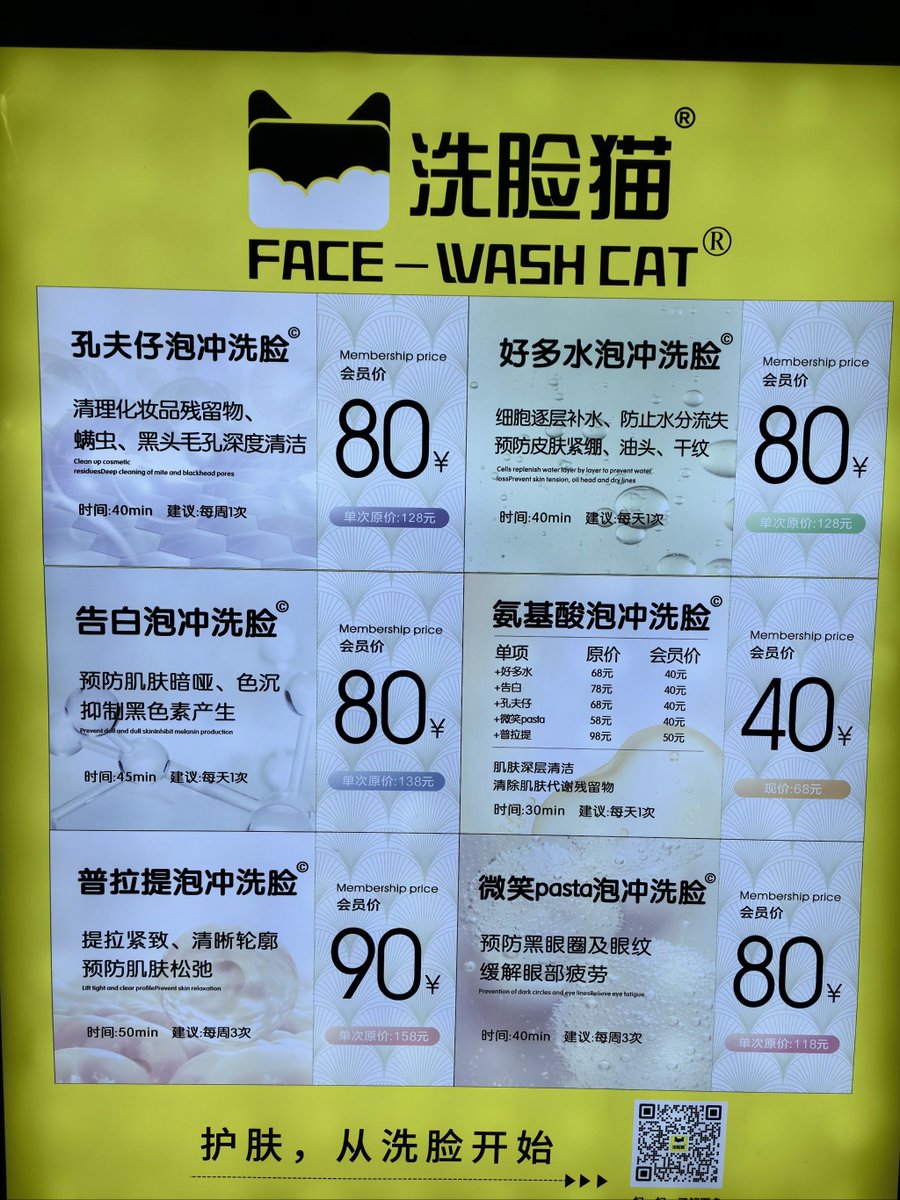 洗脸猫®
FACE-WASH CAT®
孔夫仔泡冲洗脸©
清理化妆品残留物、
螨虫、黑头毛孔深度清洁
Clean up cosmetic
residuesDeep cleaning of mite and blackhead pores
时间:40min 建议:每周1次
Membership price
会员价
80¥
单次原价:128元
好多水泡冲洗脸©
细胞逐层补水、防止水分流失
预防皮肤紧绷、油头、干纹
Cells replenish water layer by layer to prevent water
lossPrevent skin tension, oil head and dry lines
时间:40min 建议:每天1次
Membership price
会员价
80¥
单次原价:128元
告白泡冲洗脸©
预防肌肤暗哑、色沉
抑制黑色素产生
Prevent dull and dull skinInhibit melanin production
时间:45min 建议:每天1次
Membership price
会员价
80¥
单次原价:138元
氨基酸泡冲洗脸©
单项 原价 会员价
+好多水 68元 40元
+告白 78元 40元
+孔夫仔 68元 40元
+微笑pasta 58元 40元
+普拉提 98元 50元
肌肤深层清洁
清除肌肤代谢残留物
时间:30min 建议:每天1次
Membership price
会员价
40¥
现价:68元
普拉提泡冲洗脸©
提拉紧致、清晰轮廓
预防肌肤松弛
Lift tight and clear profilePrevent skin relaxation
时间:50min 建议:每周3次
Membership price
会员价
90¥
单次原价:158元
微笑pasta泡冲洗脸©
预防黑眼圈及眼纹
缓解眼部疲劳
Prevention of dark circles and eye linesRelieve eye fatigue
时间:40min 建议:每周3次
Membership price
会员价
80¥
单次原价:118元
护肤，从洗脸开始